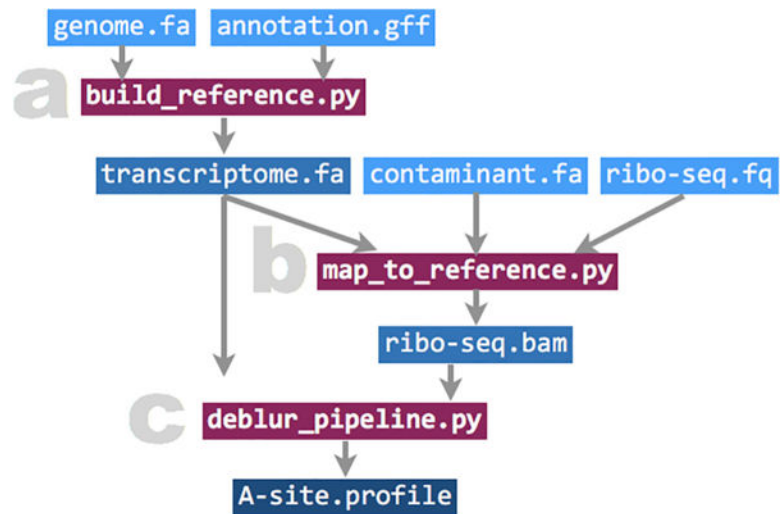 genome.fa annotation.gff
a build_reference.py
transcriptome.fa contaminant.fa ribo-seq.fq
b map_to_reference.py
ribo-seq.bam
c deblur_pipeline.py
A-site.profile